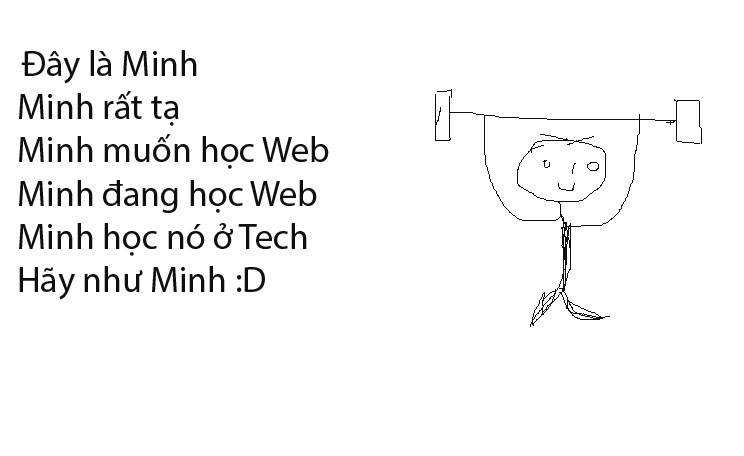 Đây là Minh
Minh rất tạ
Minh muốn học Web
Minh đang học Web
Minh học nó ở Tech
Hãy như Minh :D